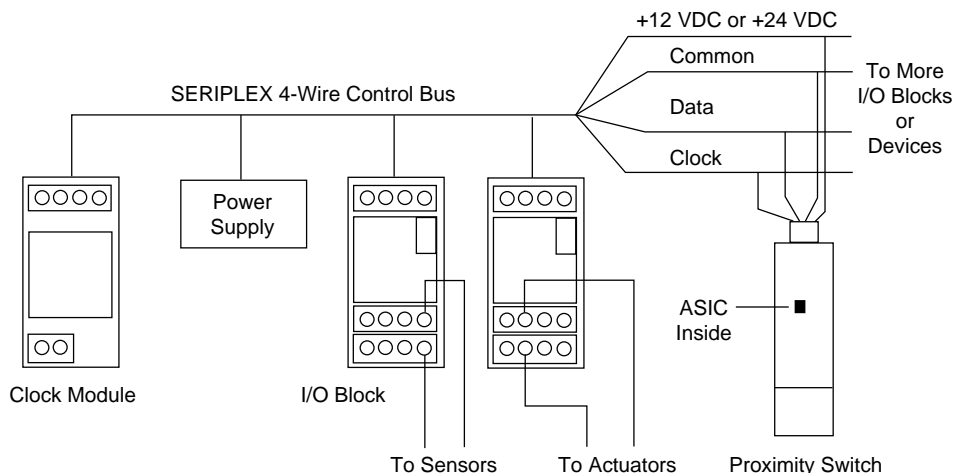 +12 VDC or +24 VDC
Common
SERIPLEX 4-Wire Control Bus
Data
Clock
To More
I/O Blocks
or
Devices
Power
Supply
ASIC
Inside
Clock Module
I/O Block
To Sensors
To Actuators
Proximity Switch